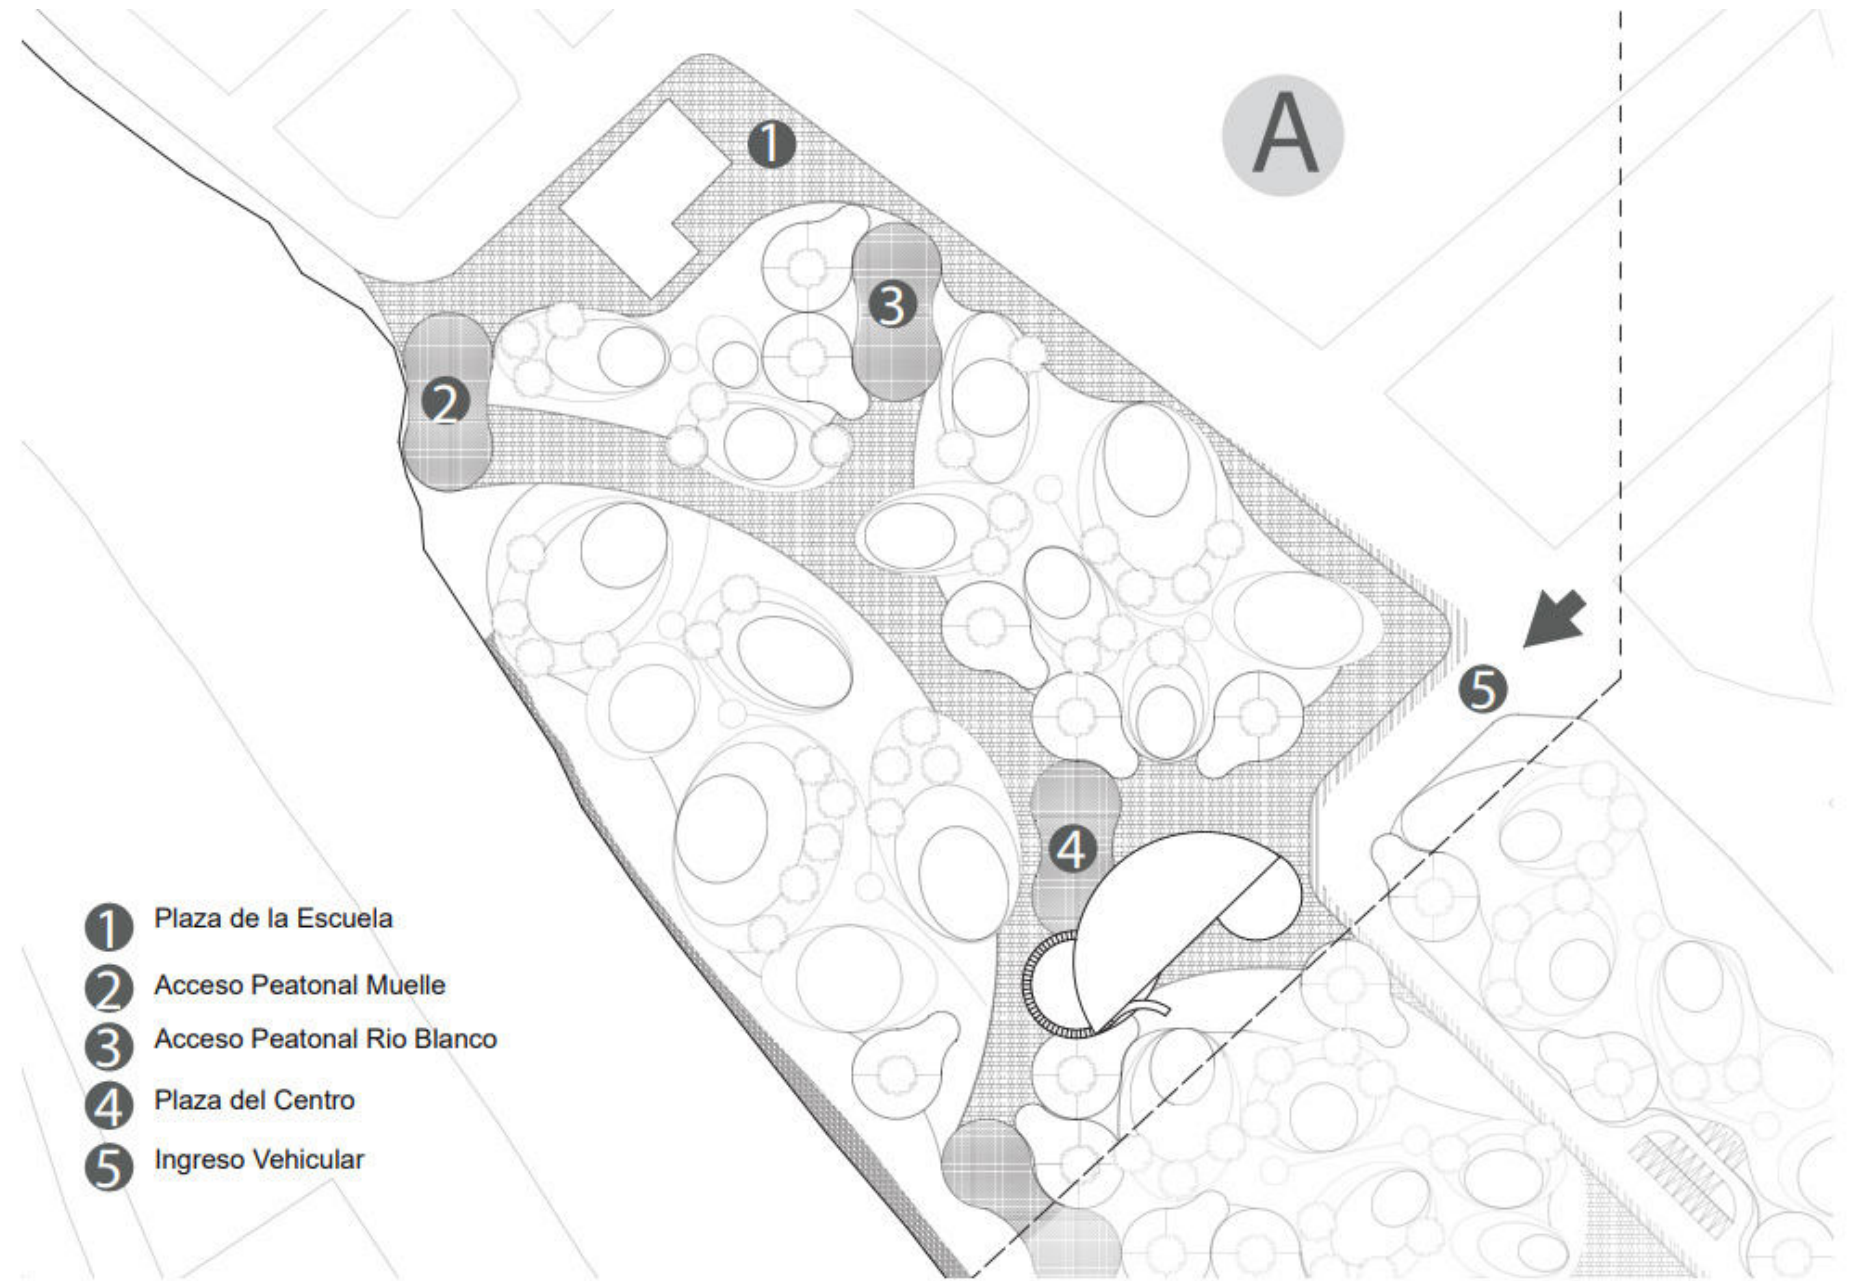 A
1
3
2
5
4
1 Plaza de la Escuela
2 Acceso Peatonal Muelle
3 Acceso Peatonal Rio Blanco
4 Plaza del Centro
5 Ingreso Vehicular